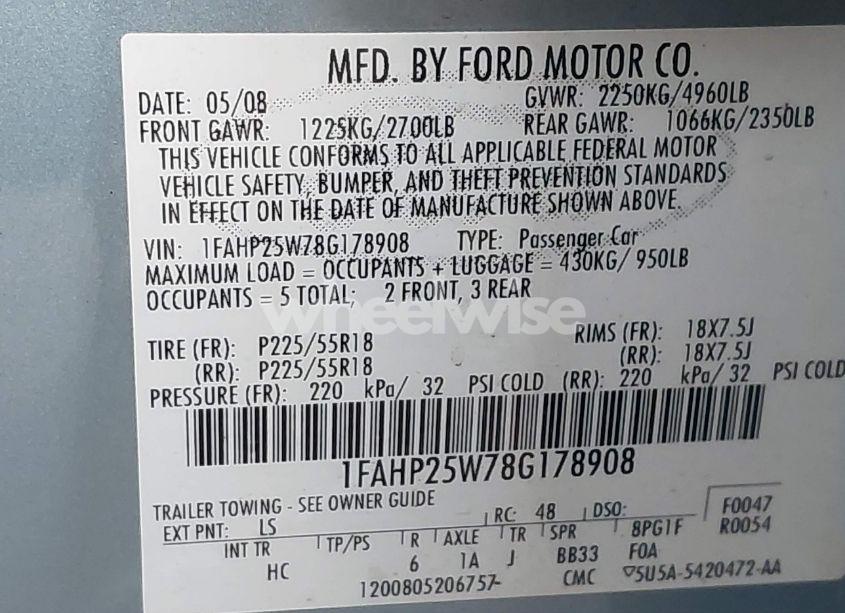 MFD. BY FORD MOTOR CO.
DATE: 05/08 GVWR: 2250KG/4960LB
FRONT GAWR: 1225KG/2700LB REAR GAWR: 1066KG/2350LB
THIS VEHICLE CONFORMS TO ALL APPLICABLE FEDERAL MOTOR
VEHICLE SAFETY, BUMPER, AND THEFT PREVENTION STANDARDS
IN EFFECT ON THE DATE OF MANUFACTURE SHOWN ABOVE.
VIN: 1FAHP25W78G178908 TYPE: Passenger Car
MAXIMUM LOAD = OCCUPANTS + LUGGAGE = 430KG/ 950LB
OCCUPANTS = 5 TOTAL; 2 FRONT, 3 REAR
wheelwise
TIRE (FR): P225/55R18 RIMS (FR): 18X7.5J
(RR): P225/55R18 (RR): 18X7.5J
PRESSURE (FR): 220 kPa/ 32 PSI COLD (RR): 220 kPa/ 32 PSI COLD
1FAHP25W78G178908
TRAILER TOWING - SEE OWNER GUIDE
EXT PNT: LS RC: 48 DSO: F0047
INT TR TP/PS R AXLE TR SPR 8PG1F R0054
HC 6 1A J BB33 FOA
1200805206757- CMC ▽5U5A-5420472-AA